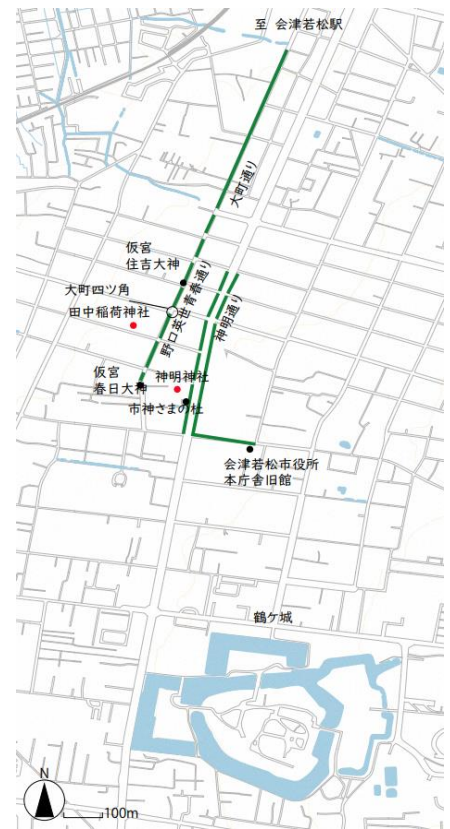 至 会津若松駅
大町通り
仮宮
住吉大神
大町四ツ角
田中稲荷神社
野口英世青春通り
神明通り
仮宮
春日大神
神明神社
市神さまの杜
会津若松市役所
本庁舎旧館
鶴ケ城
N
100m